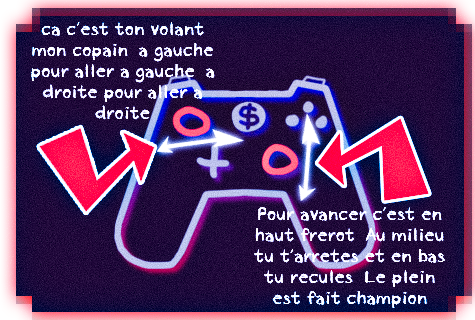 ca c'est ton volant
mon copain a gauche
pour aller a gauche a
droite pour aller a
droite
$
Pour avancer c'est en
haut frerot Au milieu
tu t'arretes et en bas
tu recules Le plein
est fait champion